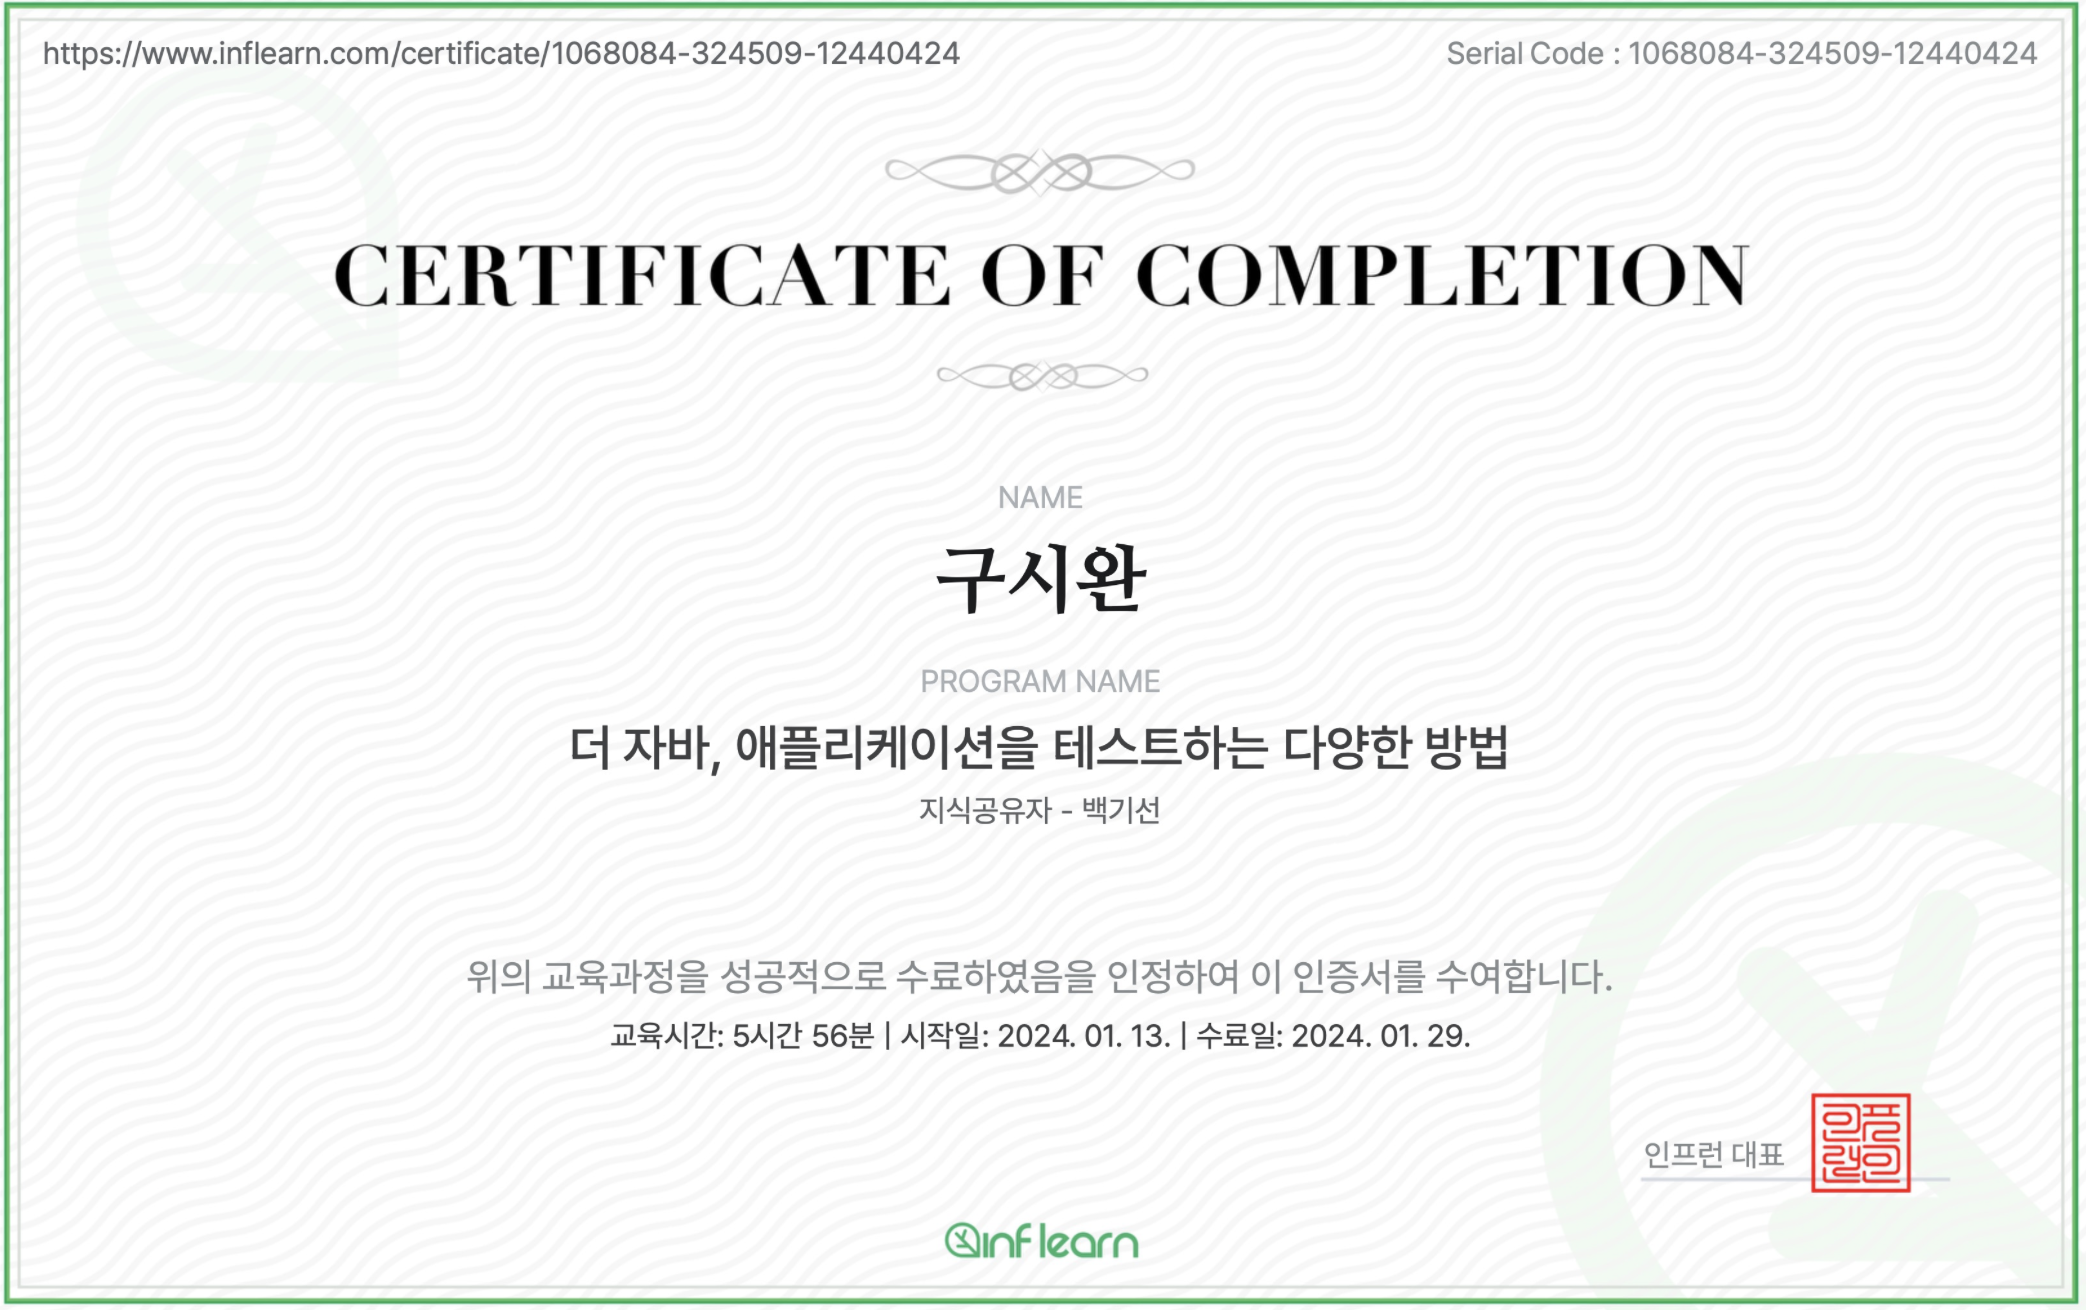 https://www.inflearn.com/certificate/1068084-324509-12440424
Serial Code : 1068084-324509-12440424
CERTIFICATE OF COMPLETION
NAME
구시완
PROGRAM NAME
더 자바, 애플리케이션을 테스트하는 다양한 방법
지식공유자 - 백기선
위의 교육과정을 성공적으로 수료하였음을 인정하여 이 인증서를 수여합니다.
교육시간: 5시간 56분 | 시작일: 2024. 01. 13. | 수료일: 2024. 01. 29.
인프런 대표
inflearn